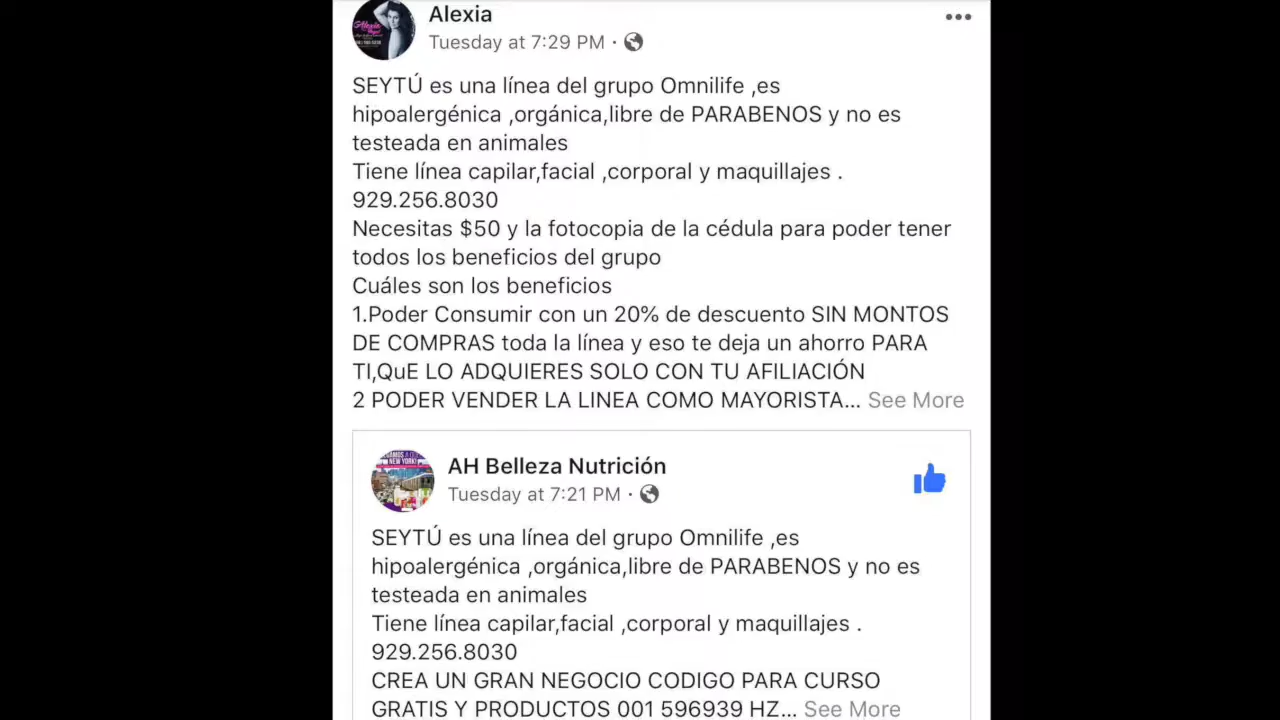 Alexia
Tuesday at 7:29 PM ·
SEYTÚ es una línea del grupo Omnilife ,es
hipoalergénica ,orgánica,libre de PARABENOS y no es
testeada en animales
Tiene línea capilar,facial ,corporal y maquillajes .
929.256.8030
Necesitas $50 y la fotocopia de la cédula para poder tener
todos los beneficios del grupo
Cuáles son los beneficios
1.Poder Consumir con un 20% de descuento SIN MONTOS
DE COMPRAS toda la línea y eso te deja un ahorro PARA
TI,QuE LO ADQUIERES SOLO CON TU AFILIACIÓN
2 PODER VENDER LA LINEA COMO MAYORISTA... See More
AH Belleza Nutrición
Tuesday at 7:21 PM ·
SEYTÚ es una línea del grupo Omnilife ,es
hipoalergénica ,orgánica,libre de PARABENOS y no es
testeada en animales
Tiene línea capilar,facial ,corporal y maquillajes .
929.256.8030
CREA UN GRAN NEGOCIO CODIGO PARA CURSO
GRATIS Y PRODUCTOS 001 596939 HZ... See More